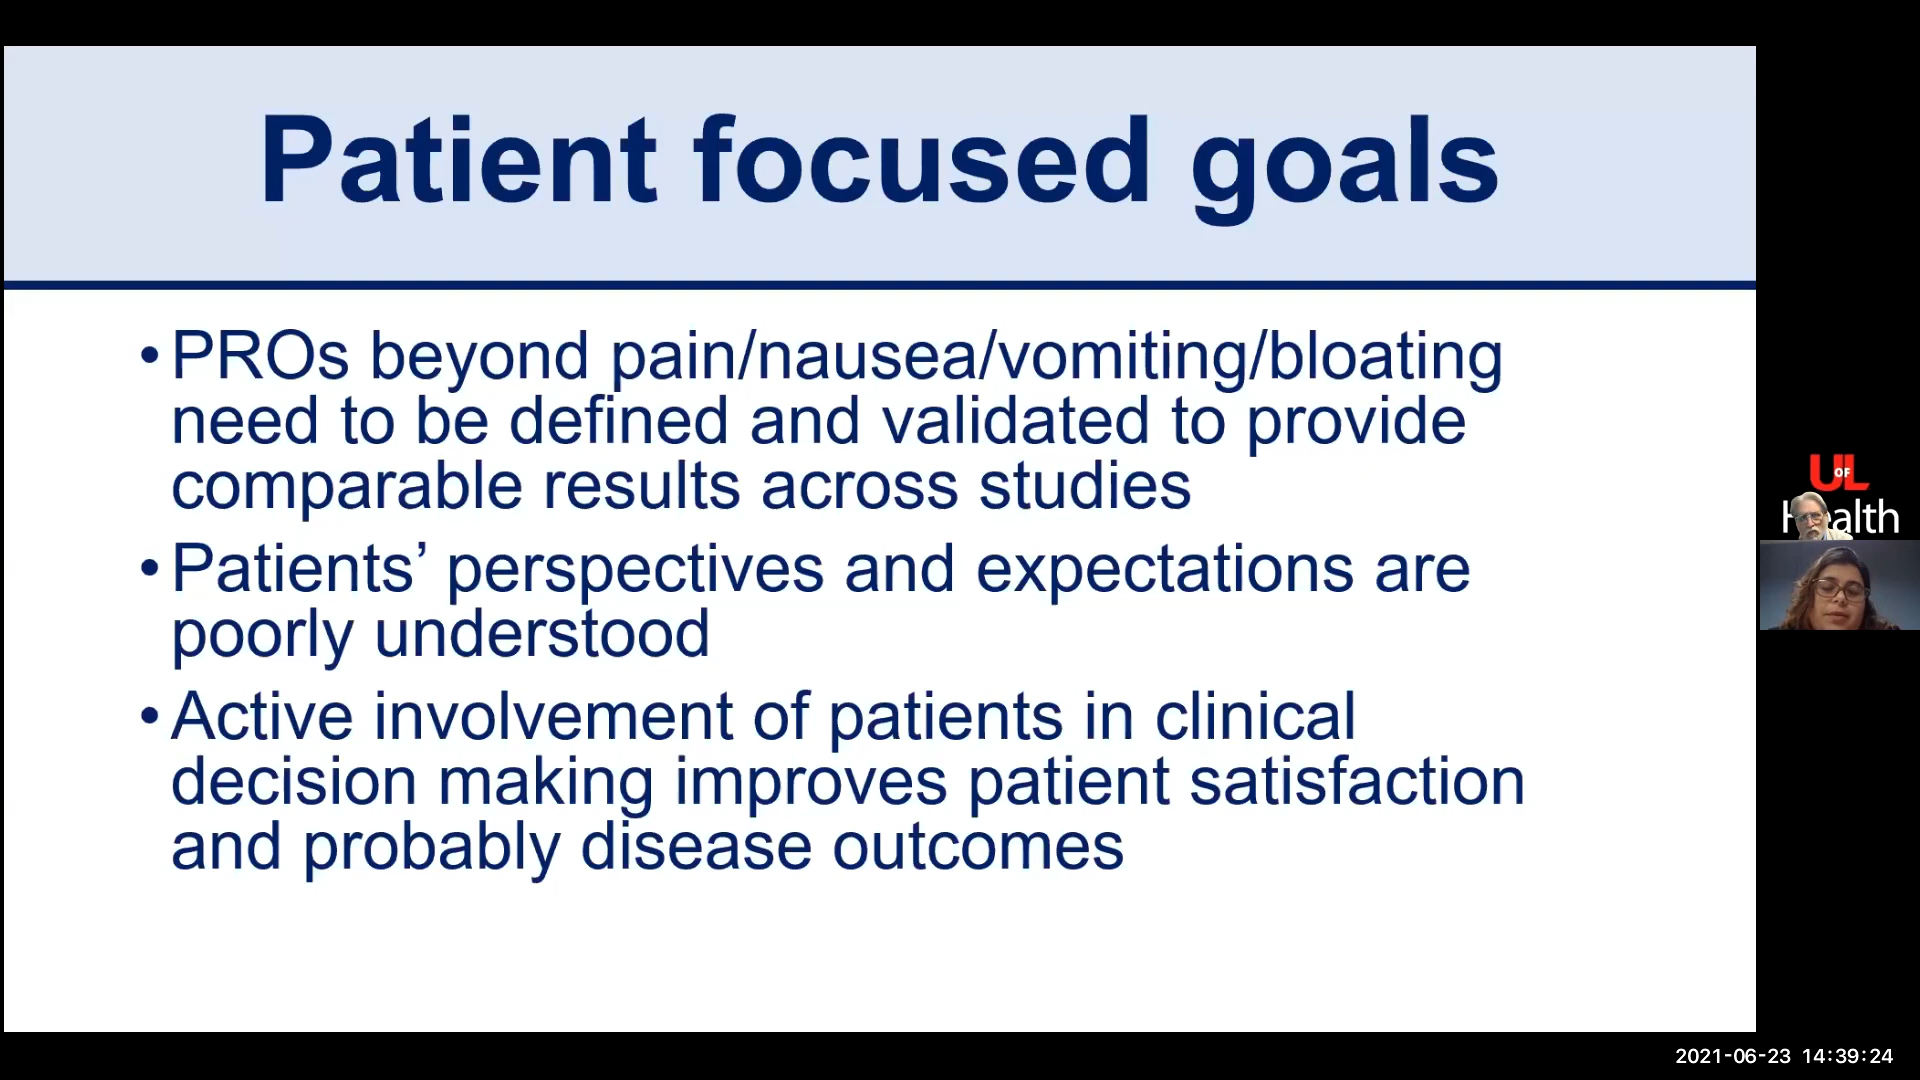 Patient focused goals
• PROs beyond pain/nausea/vomiting/bloating
need to be defined and validated to provide
comparable results across studies
• Patients’ perspectives and expectations are
poorly understood
• Active involvement of patients in clinical
decision making improves patient satisfaction
and probably disease outcomes
U OF L
Health
2021-06-23 14:39:24